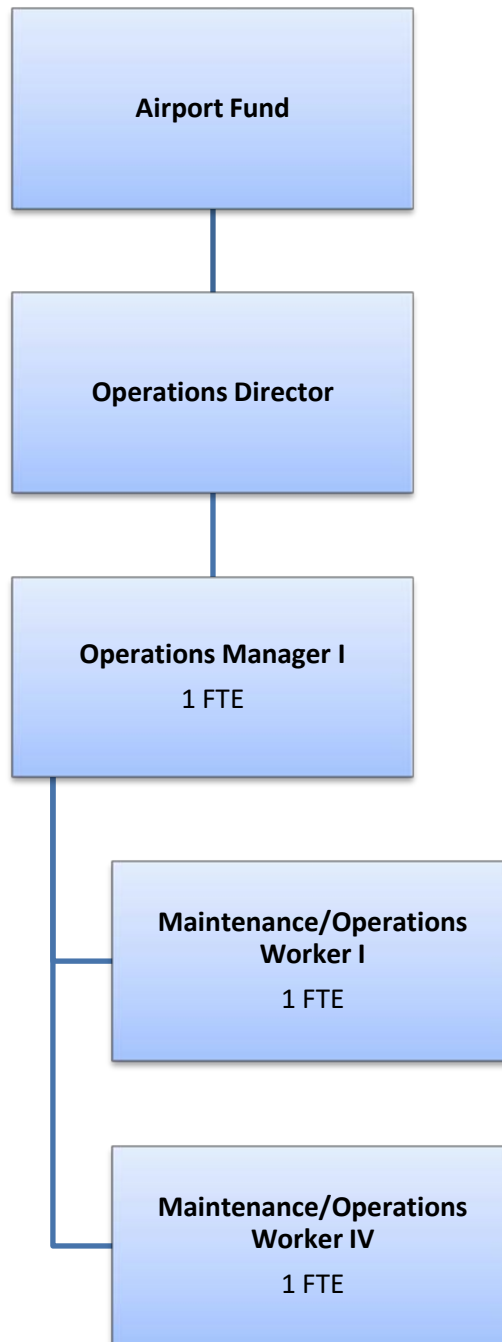 Airport Fund
Operations Director
Operations Manager I
1 FTE
Maintenance/Operations
Worker I
1 FTE
Maintenance/Operations
Worker IV
1 FTE